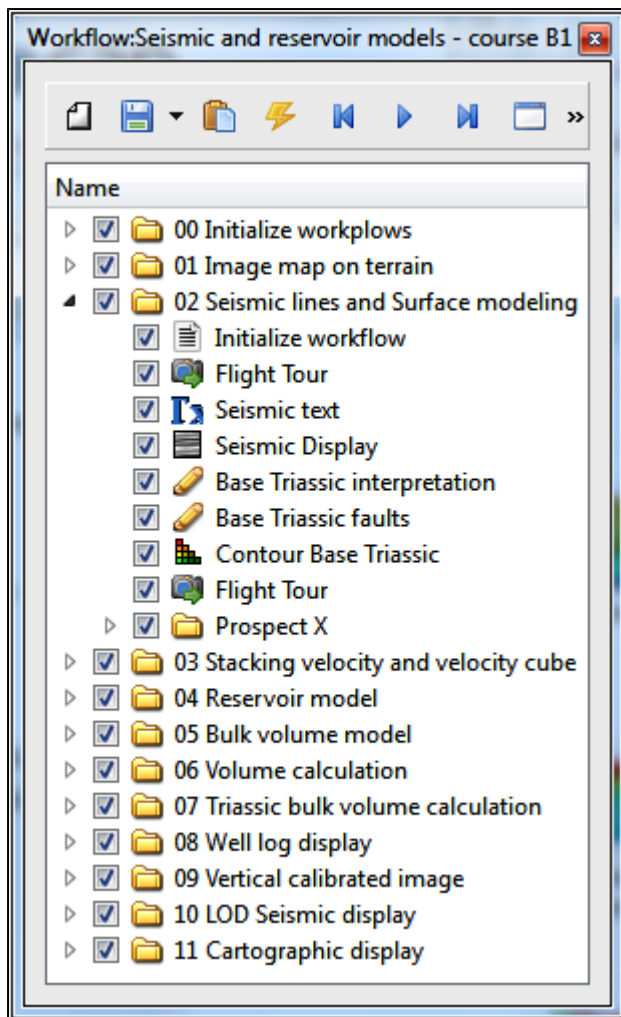 Workflow:Seismic and reservoir models - course B1
Name
00 Initialize workplows
01 Image map on terrain
02 Seismic lines and Surface modeling
Initialize workflow
Flight Tour
Seismic text
Seismic Display
Base Triassic interpretation
Base Triassic faults
Contour Base Triassic
Flight Tour
Prospect X
03 Stacking velocity and velocity cube
04 Reservoir model
05 Bulk volume model
06 Volume calculation
07 Triassic bulk volume calculation
08 Well log display
09 Vertical calibrated image
10 LOD Seismic display
11 Cartographic display